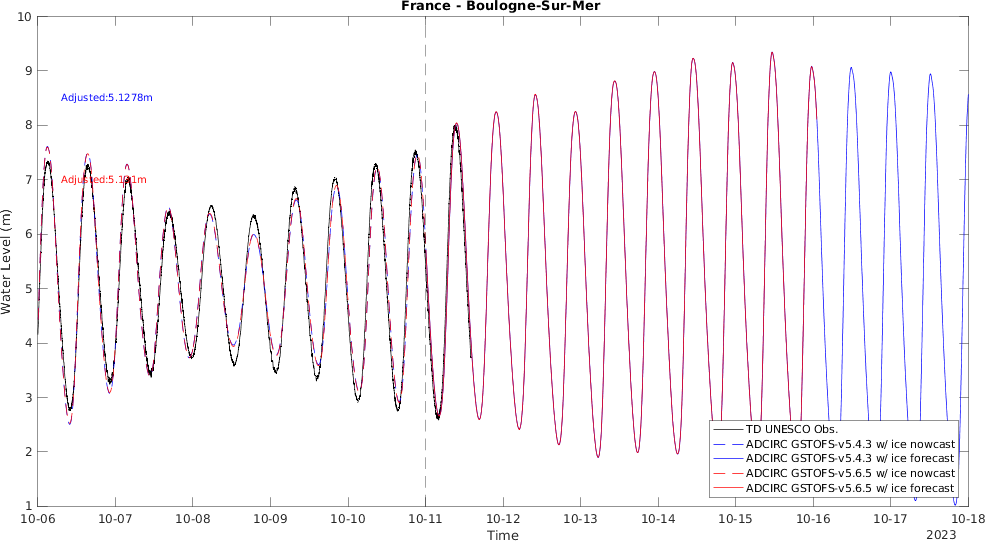 France - Boulogne-Sur-Mer
Water Level (m)
10
9
8
7
6
5
4
3
2
1
Adjusted:5.1278m
TD UNESCO Obs.
ADCIRC GSTOFS-v5.4.3 w/ ice nowcast
ADCIRC GSTOFS-v5.4.3 w/ ice forecast
ADCIRC GSTOFS-v5.6.5 w/ ice nowcast
ADCIRC GSTOFS-v5.6.5 w/ ice forecast
10-06 10-07 10-08 10-09 10-10 10-11 10-12 10-13 10-14 10-15 10-16 10-17 10-18
Time
2023